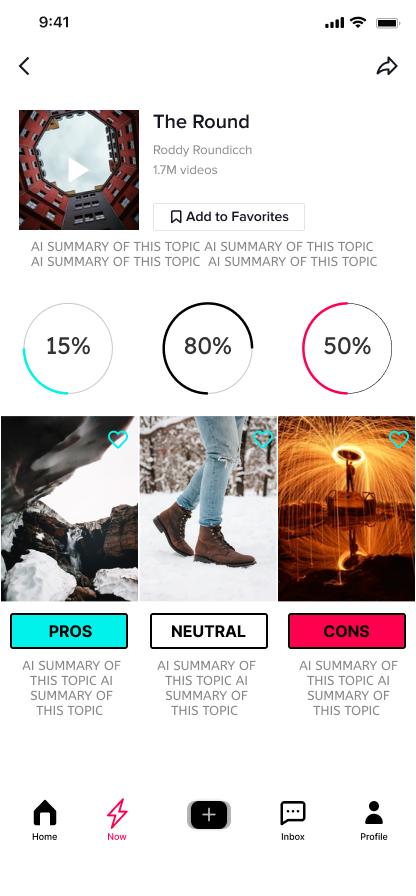 9:41
The Round
Roddy Roundicch
1.7M videos
Add to Favorites
AI SUMMARY OF THIS TOPIC AI SUMMARY OF THIS TOPIC
AI SUMMARY OF THIS TOPIC  AI SUMMARY OF THIS TOPIC
15%
80%
50%
PROS
NEUTRAL
CONS
AI SUMMARY OF
THIS TOPIC AI
SUMMARY OF
THIS TOPIC
AI SUMMARY OF
THIS TOPIC AI
SUMMARY OF
THIS TOPIC
AI SUMMARY OF
THIS TOPIC AI
SUMMARY OF
THIS TOPIC
Home
Now
Inbox
Profile